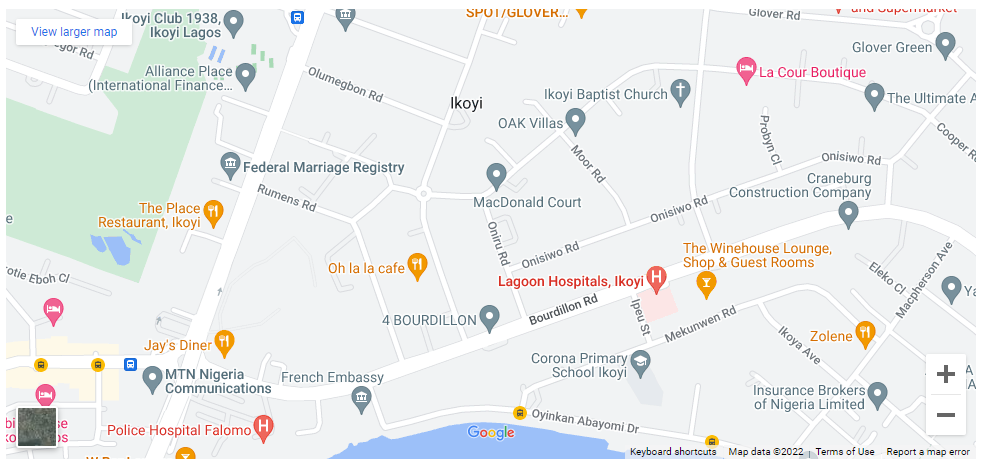 Ikoyi Club 1938,
Ikoyi Lagos
SPOT/GLOVER...
Glover Rd
and Supermarket
View larger map
Glover Green
Alliance Place
(International Finance...
Olumegbon Rd
Ikoyi
Ikoyi Baptist Church
La Cour Boutique
The Ultimate A
OAK Villas
Probyn Cl
Cooper Ro
Moor Rd
Onisiwo Rd
Federal Marriage Registry
Rumens Rd
Craneburg
Construction Company
MacDonald Court
The Place
Restaurant, Ikoyi
Onisiwo Rd
Oniru Rd
Onisiwo Rd
The Winehouse Lounge,
Shop & Guest Rooms
Oh la la cafe
Lagoon Hospitals, Ikoyi
otie Eboh Cl
Eleko Cl
Macpherson Ave
Ya
Bourdillon Rd
Ipeu St
4 BOURDILLON
Mekunwen Rd
Ikoya Ave
Zolene
Jay's Diner
Corona Primary
School Ikoyi
MTN Nigeria
Communications
French Embassy
Insurance Brokers
of Nigeria Limited
Oyinkan Abayomi Dr
Police Hospital Falomo
Google
Keyboard shortcuts
Map data ©2022
Terms of Use
Report a map error